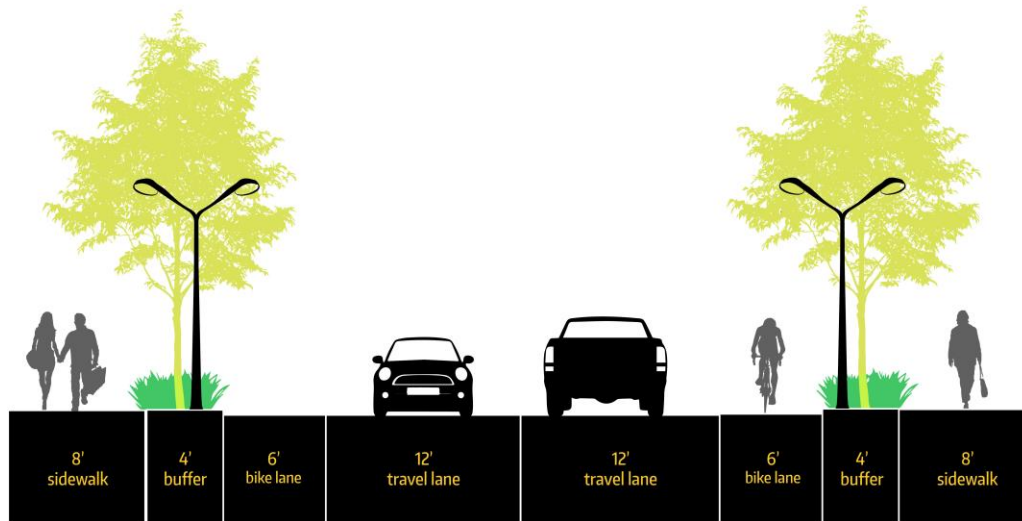 8'
sidewalk
4'
buffer
6'
bike lane
12'
travel lane
12'
travel lane
6'
bike lane
4'
buffer
8'
sidewalk